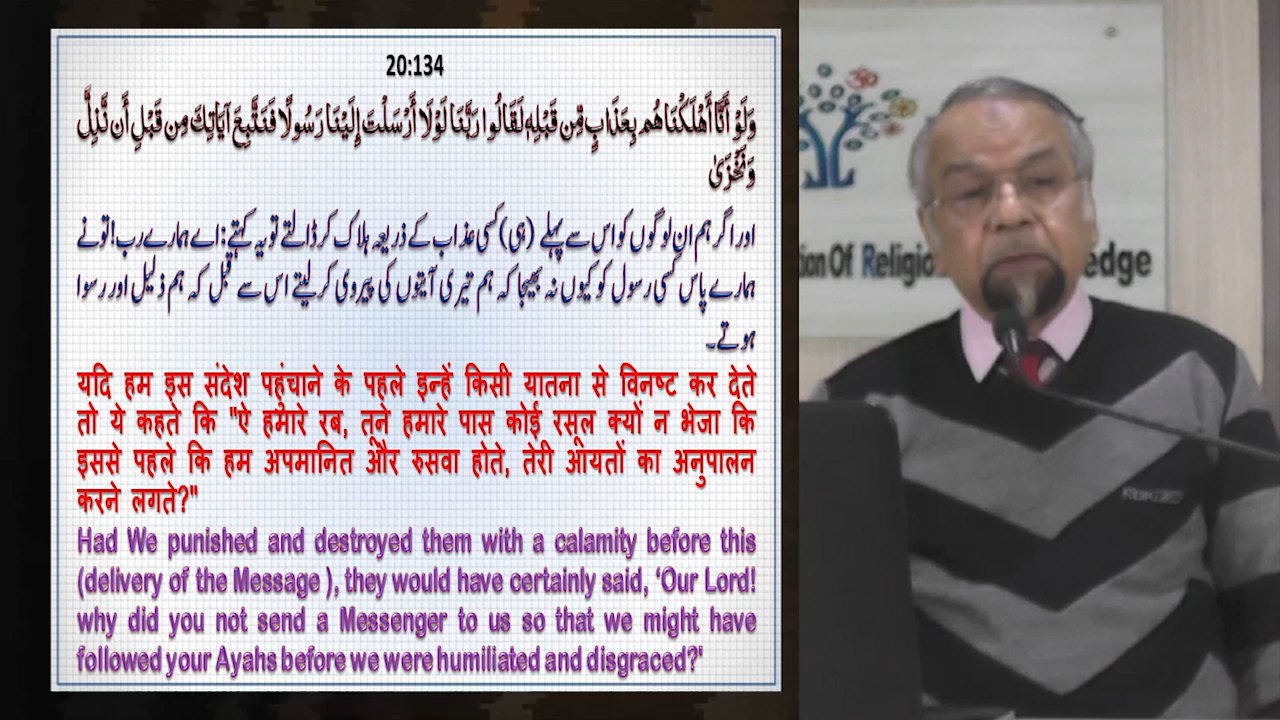 20:134
وَلَوْ أَنَّا أَهْلَكْنَاهُم بِعَذَابٍ مِّن قَبْلِهِ لَقَالُوا رَبَّنَا لَوْلَا أَرْسَلْتَ إِلَيْنَا رَسُولًا فَنَتَّبِعَ آيَاتِكَ مِن قَبْلِ أَن نَّذِلَّ
وَنَخْزَىٰ
اور اگر ہم ان لوگوں کو اس سے پہلے (ہی) کسی عذاب کے ذریعہ ہلاک کر ڈالتے تو یہ کہتے: اے ہمارے رب! تو نے
ہمارے پاس کسی رسول کو کیوں نہ بھیجا کہ ہم تیری آیتوں کی پیروی کر لیتے اس سے قبل کہ ہم ذلیل اور رسوا
ہوتے۔
यदि हम इस संदेश पहुंचाने के पहले इन्हें किसी यातना से विनष्ट कर देते
तो ये कहते कि "ऐ हमारे रब, तूने हमारे पास कोई रसूल क्यों न भेजा कि
इससे पहले कि हम अपमानित और रुसवा होते, तेरी आयतों का अनुपालन
करने लगते?"
Had We punished and destroyed them with a calamity before this
(delivery of the Message ), they would have certainly said, ‘Our Lord!
why did you not send a Messenger to us so that we might have
followed your Ayahs before we were humiliated and disgraced?'
Of